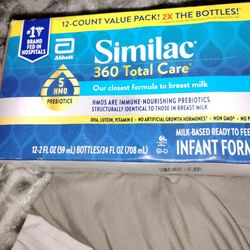 12-COUNT VALUE PACK! 2X THE BOTTLES!
#1
BRAND
FED IN
HOSPITALS
Abbott
Similac
360 Total Care
Our closest formula to breast milk
5
HMO
PREBIOTICS
HMOS ARE IMMUNE-NOURISHING PREBIOTICS
STRUCTURALLY IDENTICAL TO THOSE IN BREAST MILK
DHA, LUTEIN, VITAMIN E • NO ARTIFICIAL GROWTH HORMONES • NON GMO
MILK-BASED READY TO FEE
INFANT FORM
12-2 FL OZ (59 mL) BOTTLES/24 FL OZ (708 mL)